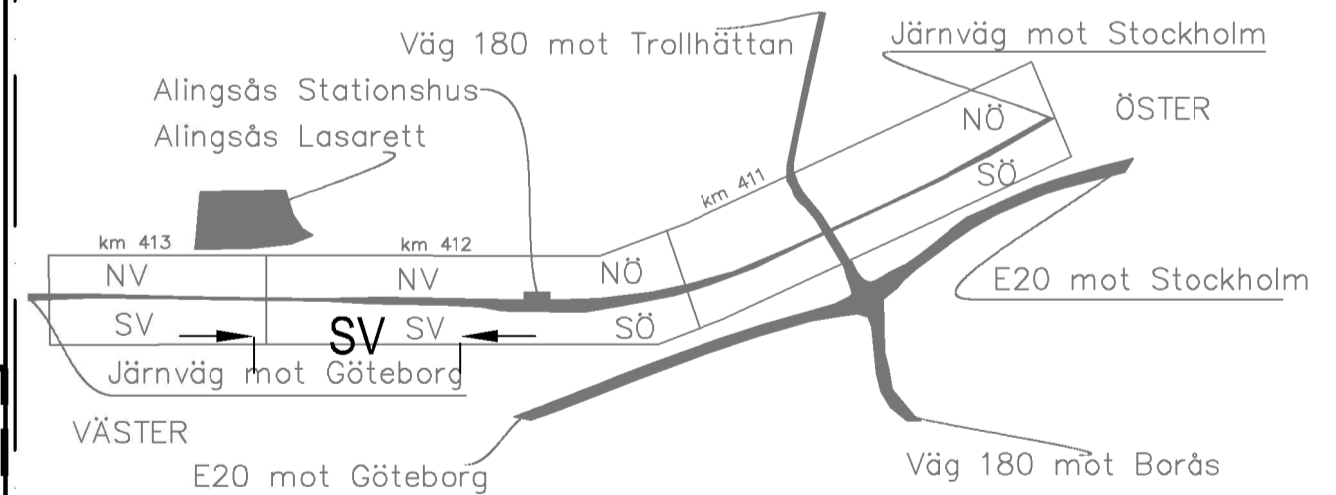 Väg 180 mot Trollhättan
Järnväg mot Stockholm
Alingsås Stationshus
Alingsås Lasarett
NÖ
ÖSTER
SÖ
km 411
km 413
km 412
NV
NV
NÖ
E20 mot Stockholm
SV
SV
SV
SÖ
Järnväg mot Göteborg
VÄSTER
E20 mot Göteborg
Väg 180 mot Borås